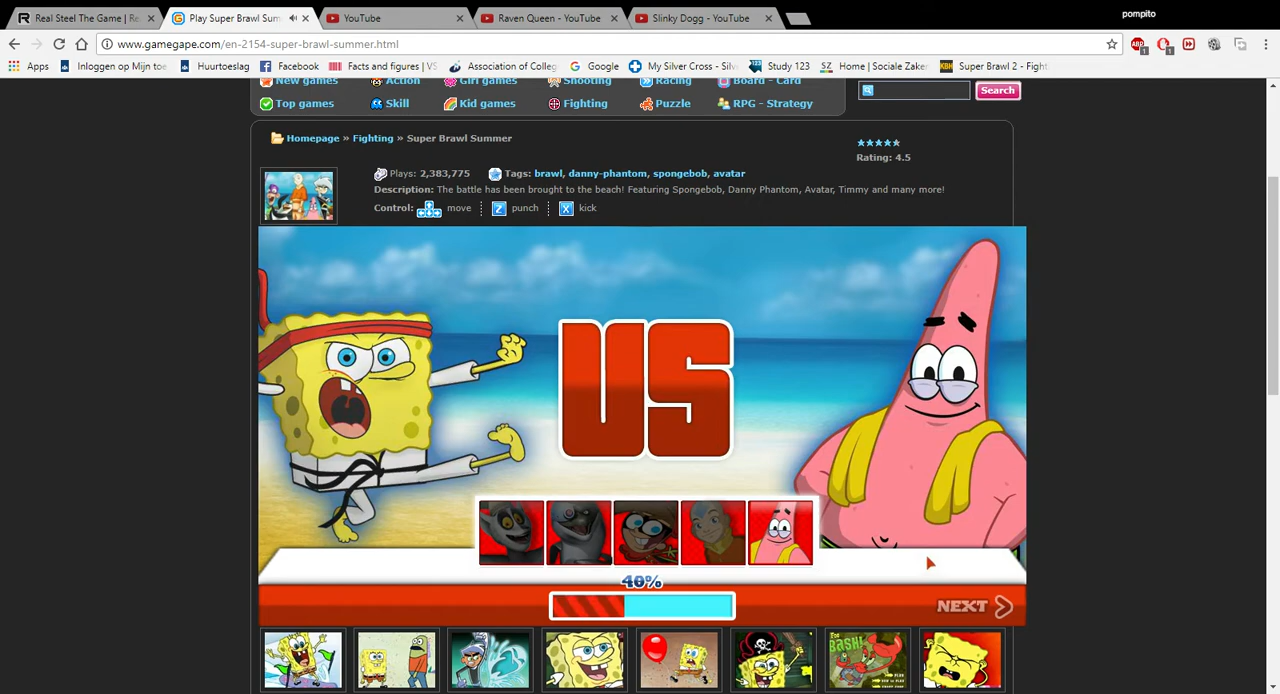 pompito
Real Steel The Game | Re
Play Super Brawl Sum
YouTube
Raven Queen - YouTube
Slinky Dogg - YouTube
www.gamegape.com/en-2154-super-brawl-summer.html
Apps
Inloggen op Mijn toe
Huurtoeslag
Facebook
Facts and figures | VS
Association of Colleg
Google
My Silver Cross - Silv
Study 123
Home | Sociale Zaken
Super Brawl 2 - Fight
New games
Action
Girl games
Shooting
Racing
Board - Card
Top games
Skill
Kid games
Fighting
Puzzle
RPG - Strategy
Search
Homepage » Fighting » Super Brawl Summer
Rating: 4.5
Plays: 2,383,775
Tags: brawl, danny-phantom, spongebob, avatar
Description: The battle has been brought to the beach! Featuring Spongebob, Danny Phantom, Avatar, Timmy and many more!
Control: move Z punch X kick
VS
40%
NEXT